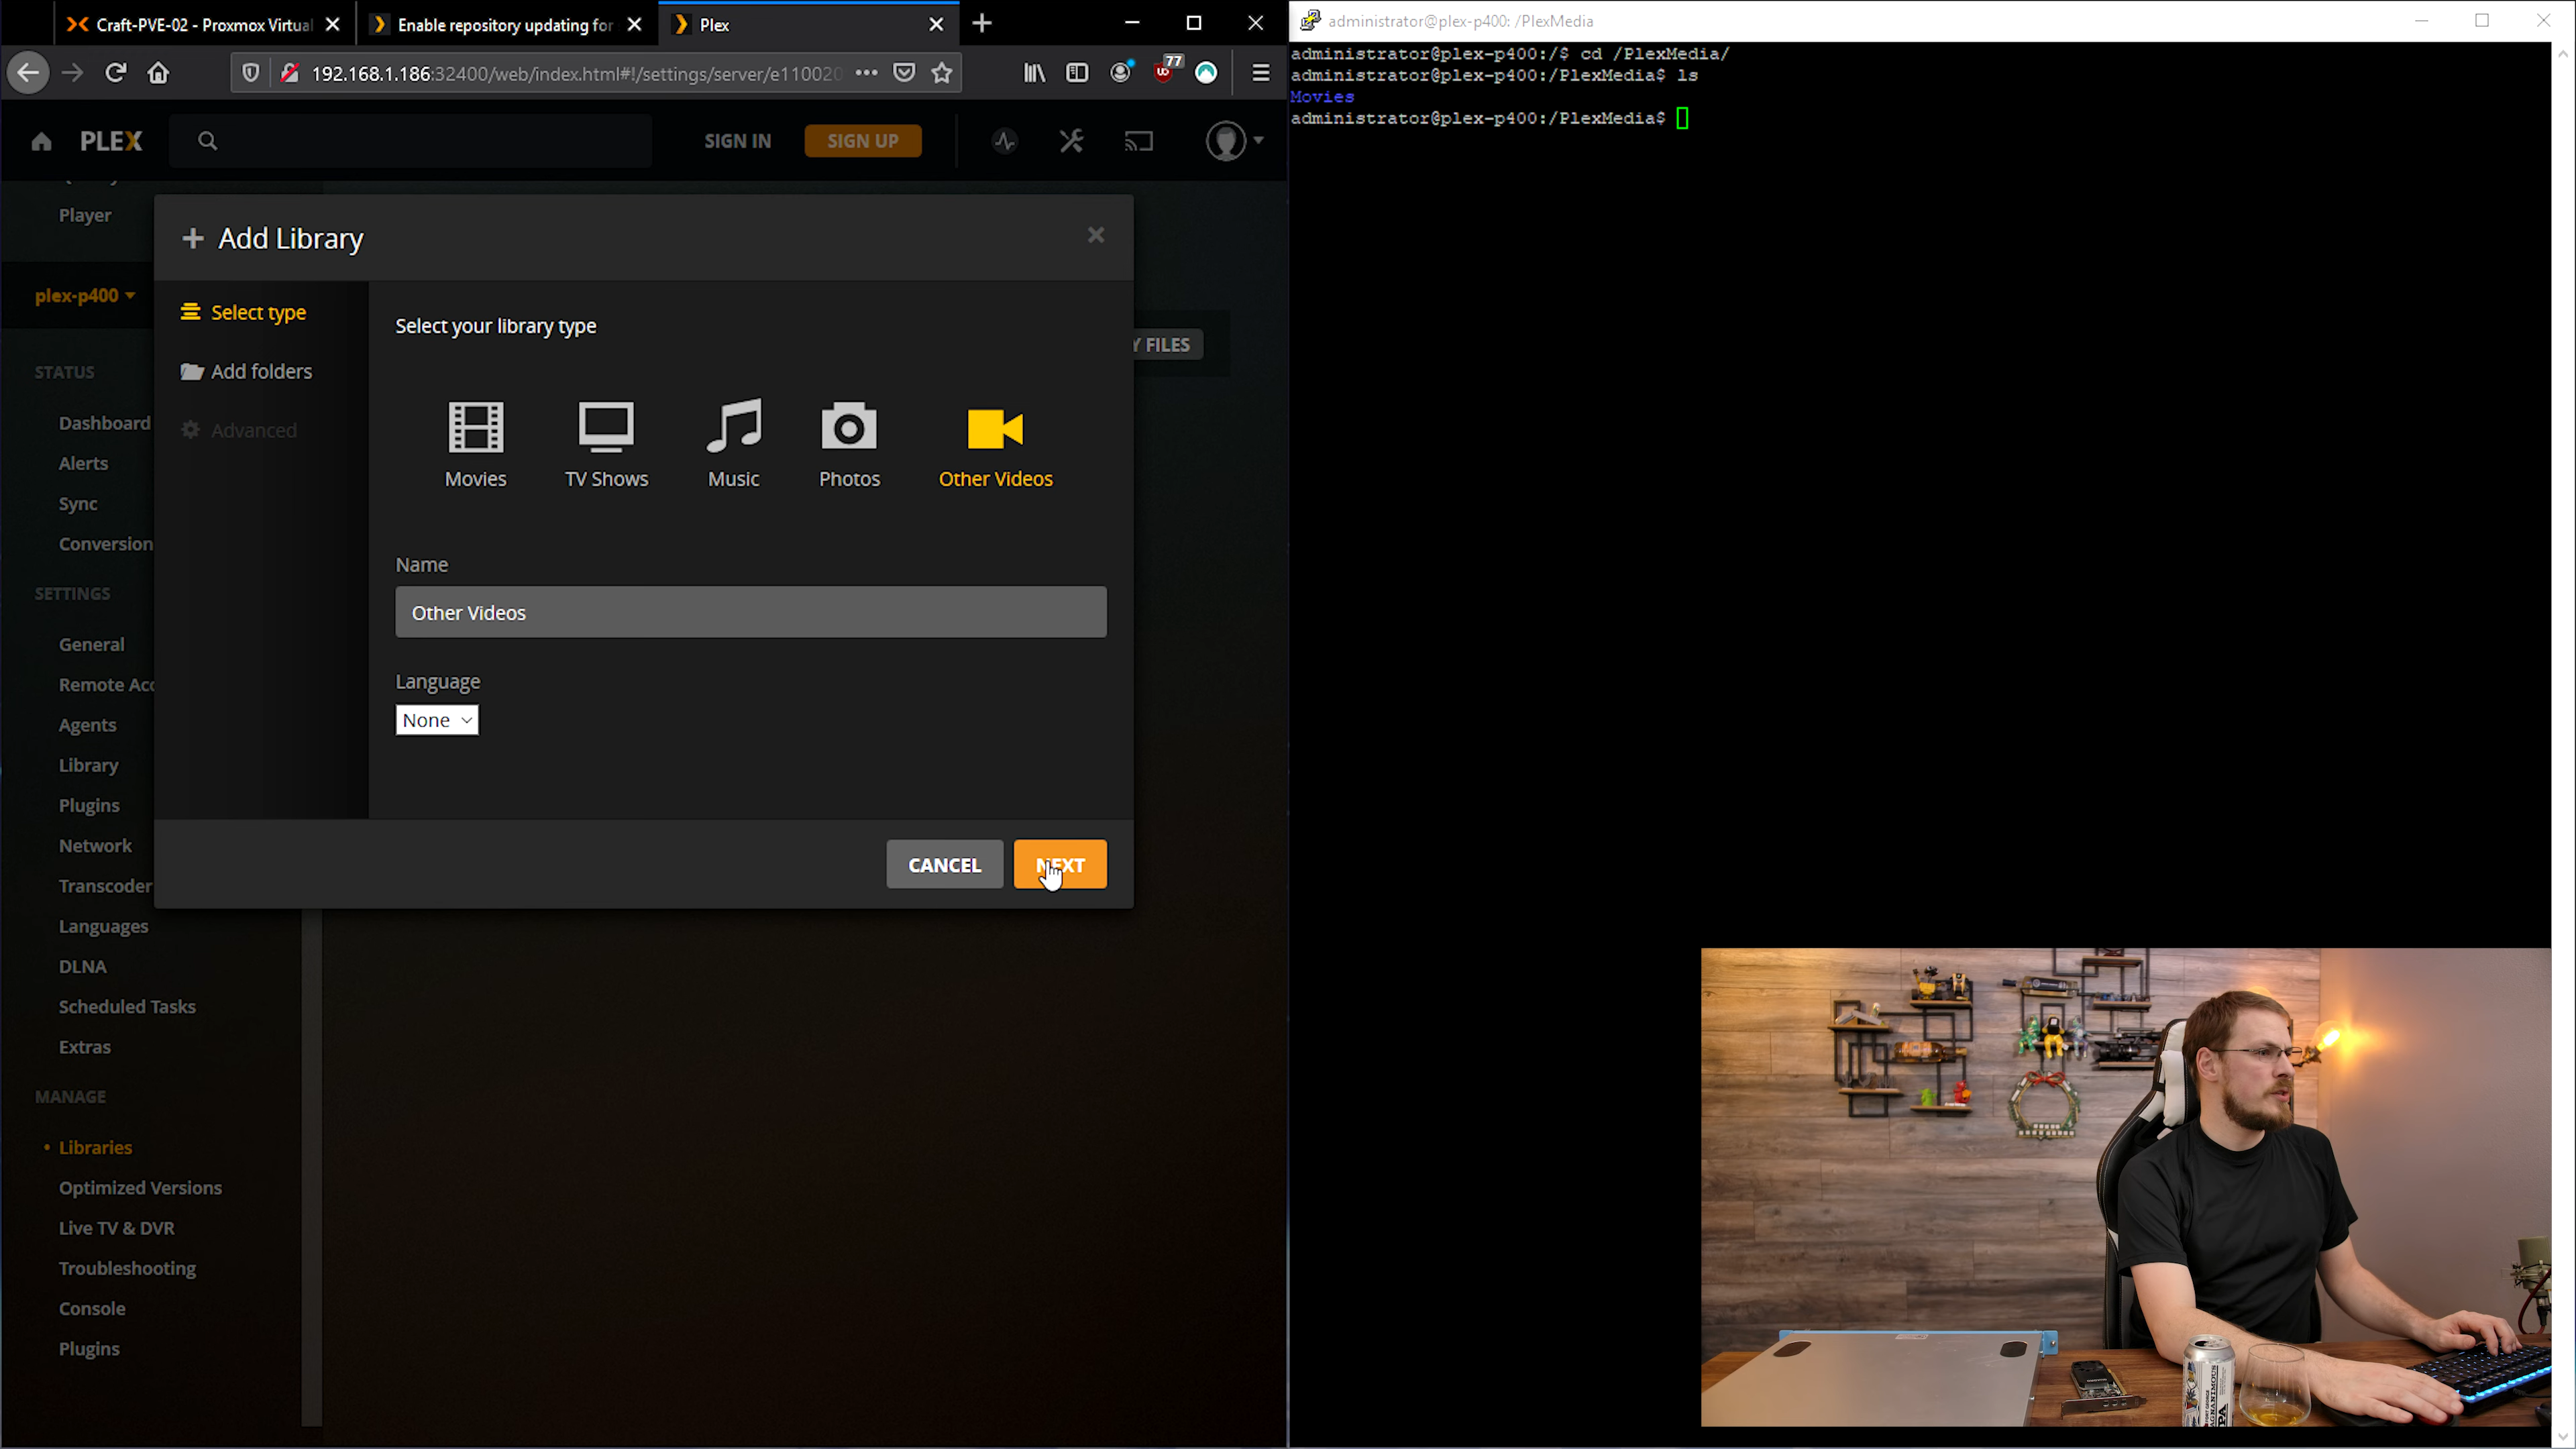 Craft-PVE-02 - Proxmox Virtual
Enable repository updating for
Plex
192.168.1.186:32400/web/index.html#!/settings/server/e110020
77
PLEX
SIGN IN
SIGN UP
Player
plex-p400
STATUS
Dashboard
Alerts
Sync
Conversion
SETTINGS
General
Remote Acc
Agents
Library
Plugins
Network
Transcoder
Languages
DLNA
Scheduled Tasks
Extras
MANAGE
Libraries
Optimized Versions
Live TV & DVR
Troubleshooting
Console
Plugins
Add Library
Select type
Add folders
Advanced
Select your library type
Movies
TV Shows
Music
Photos
Other Videos
Name
Other Videos
Language
None
CANCEL
NEXT
Y FILES
administrator@plex-p400: /PlexMedia
administrator@plex-p400:/$ cd /PlexMedia/
administrator@plex-p400:/PlexMedia$ ls
Movies
administrator@plex-p400:/PlexMedia$